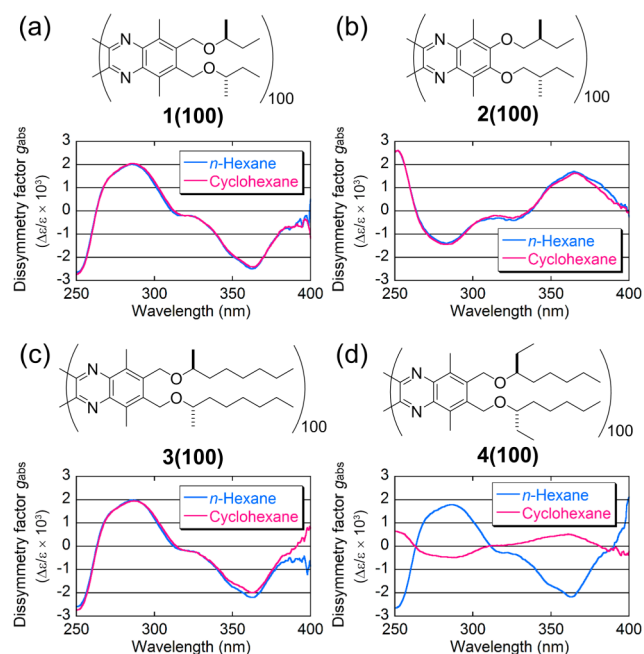 (a)
N
N
O
O
100
1(100)
Dissymmetry factor gabs
(Δε/ε × 10³)
3
2
1
0
-1
-2
-3
n-Hexane
Cyclohexane
250 300 350 400
Wavelength (nm)
(b)
N
N
O
O
100
2(100)
Dissymmetry factor gabs
(Δε/ε × 10³)
3
2
1
0
-1
-2
-3
n-Hexane
Cyclohexane
250 300 350 400
Wavelength (nm)
(c)
N
N
O
O
100
3(100)
Dissymmetry factor gabs
(Δε/ε × 10³)
3
2
1
0
-1
-2
-3
n-Hexane
Cyclohexane
250 300 350 400
Wavelength (nm)
(d)
N
N
O
O
100
4(100)
Dissymmetry factor gabs
(Δε/ε × 10³)
3
2
1
0
-1
-2
-3
n-Hexane
Cyclohexane
250 300 350 400
Wavelength (nm)